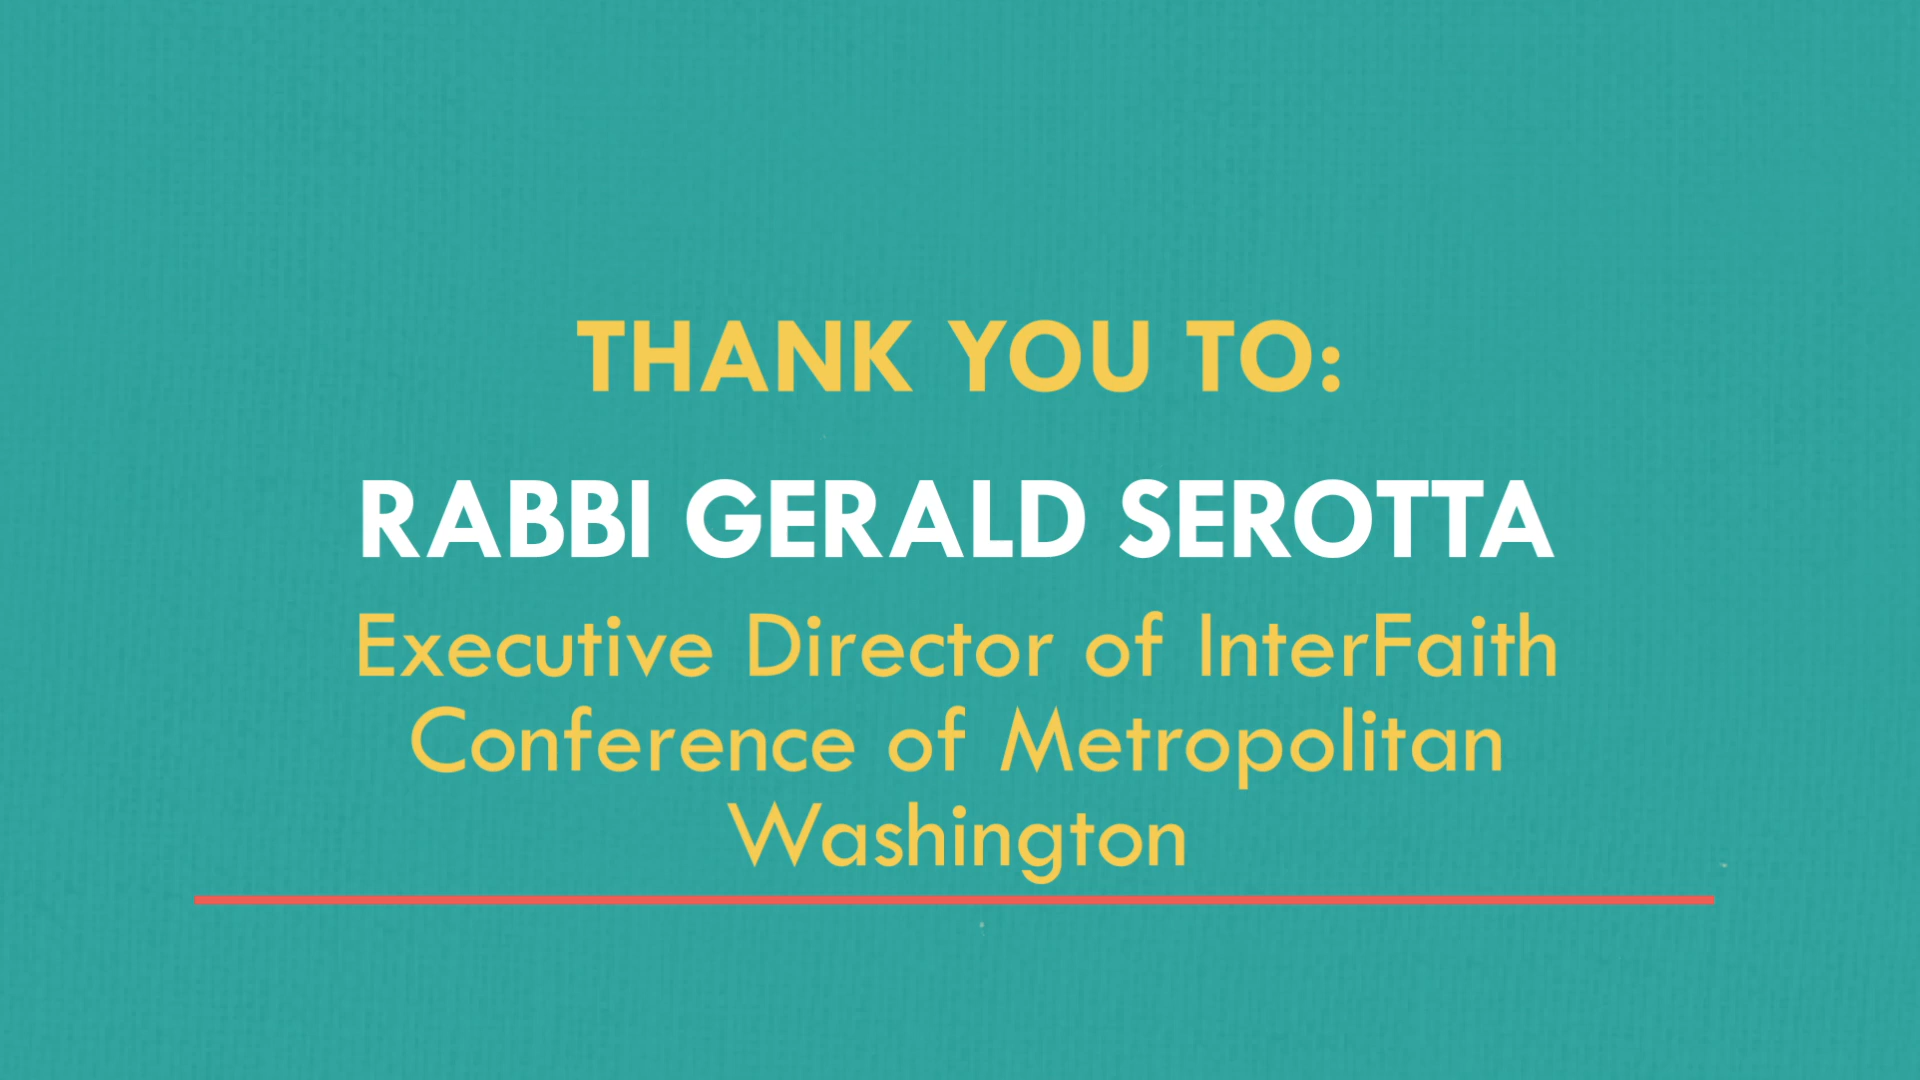 THANK YOU TO:
RABBI GERALD SEROTTA
Executive Director of InterFaith
Conference of Metropolitan
Washington